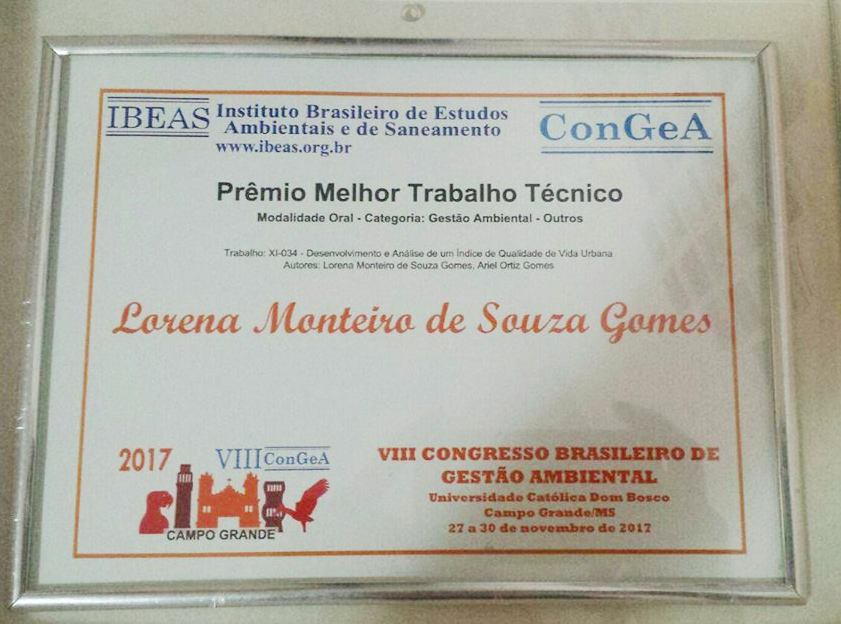 IBEAS
Instituto Brasileiro de Estudos
Ambientais e de Saneamento
www.ibeas.org.br
ConGeA
Prêmio Melhor Trabalho Técnico
Modalidade Oral - Categoria: Gestão Ambiental - Outros
Trabalho: XI-034 - Desenvolvimento e Análise de um Índice de Qualidade de Vida Urbana
Autores: Lorena Monteiro de Souza Gomes, Ariel Ortiz Gomes
Lorena Monteiro de Souza Gomes
2017
VIII ConGeA
CAMPO GRANDE
VIII CONGRESSO BRASILEIRO DE
GESTÃO AMBIENTAL
Universidade Católica Dom Bosco
Campo Grande/MS
27 a 30 de novembro de 2017